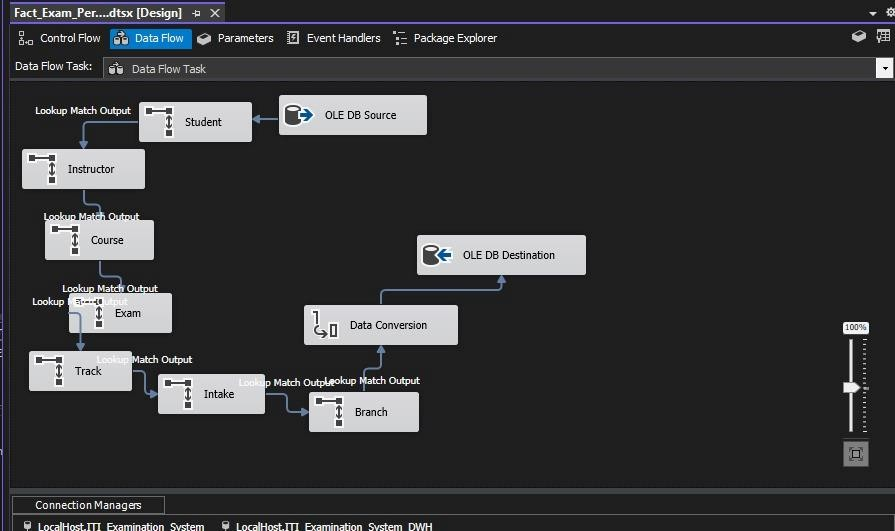 Fact_Exam_Per....dtsx [Design]
Control Flow Data Flow Parameters Event Handlers Package Explorer
Data Flow Task: Data Flow Task
Lookup Match Output
Student
OLE DB Source
Instructor
Lookup Match Output
Course
OLE DB Destination
Lookup Match Output
Lookup Match Output
Exam
Data Conversion
100%
Lookup Match Output
Track
Lookup Match Output
Lookup Match Output
Intake
Branch
Connection Managers
LocalHost.ITI_Examination_System LocalHost.ITI_Examination_System_DWH